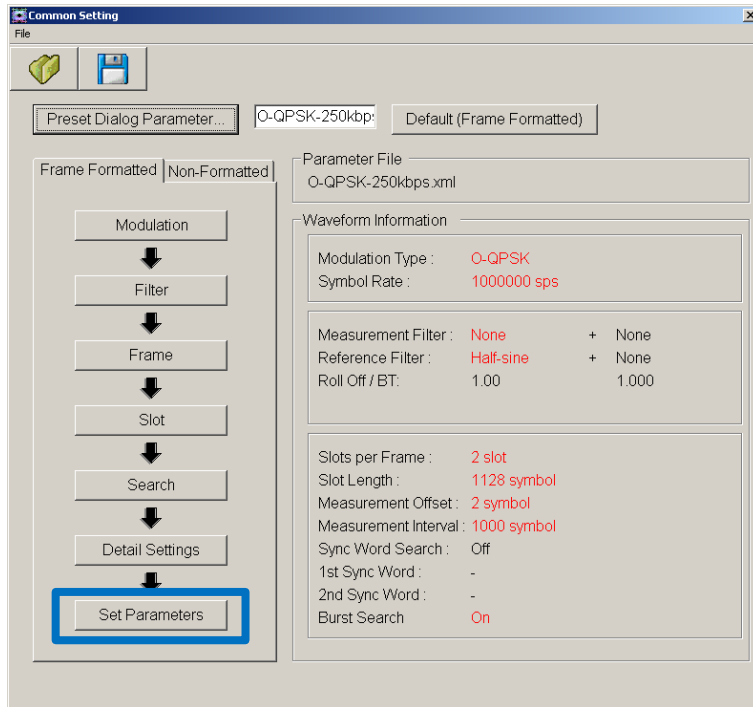 Common Setting
File
Preset Dialog Parameter...
O-QPSK-250kbp
Default (Frame Formatted)
Frame Formatted
Non-Formatted
Modulation
Filter
Frame
Slot
Search
Detail Settings
Set Parameters
Parameter File
O-QPSK-250kbps.xml
Waveform Information
Modulation Type : O-QPSK
Symbol Rate : 1000000 sps
Measurement Filter : None + None
Reference Filter : Half-sine + None
Roll Off / BT: 1.00 1.000
Slots per Frame : 2 slot
Slot Length : 1128 symbol
Measurement Offset : 2 symbol
Measurement Interval : 1000 symbol
Sync Word Search : Off
1st Sync Word : -
2nd Sync Word : -
Burst Search On